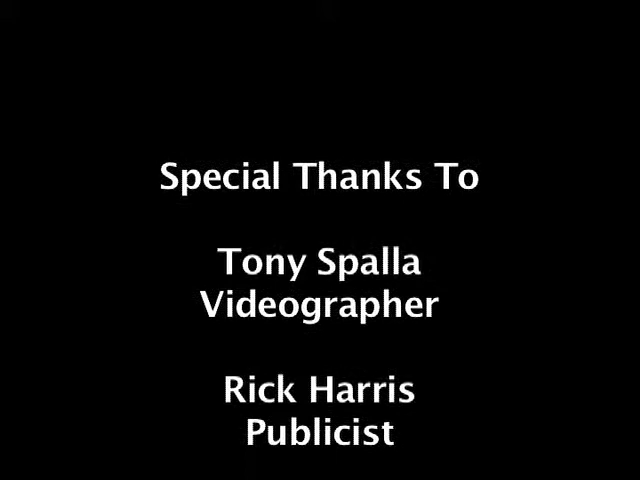 Special Thanks To
Tony Spalla
Videographer
Rick Harris
Publicist